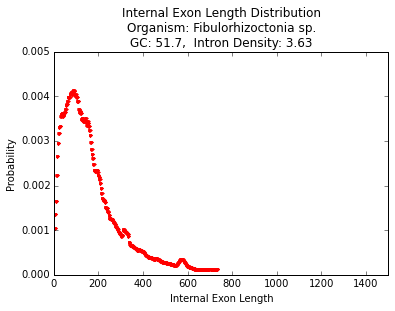 Internal Exon Length Distribution
Organism: Fibulorhizoctonia sp.
GC: 51.7,  Intron Density: 3.63
0.005
0.004
0.003
0.002
0.001
0.000
Probability
0 200 400 600 800 1000 1200 1400
Internal Exon Length